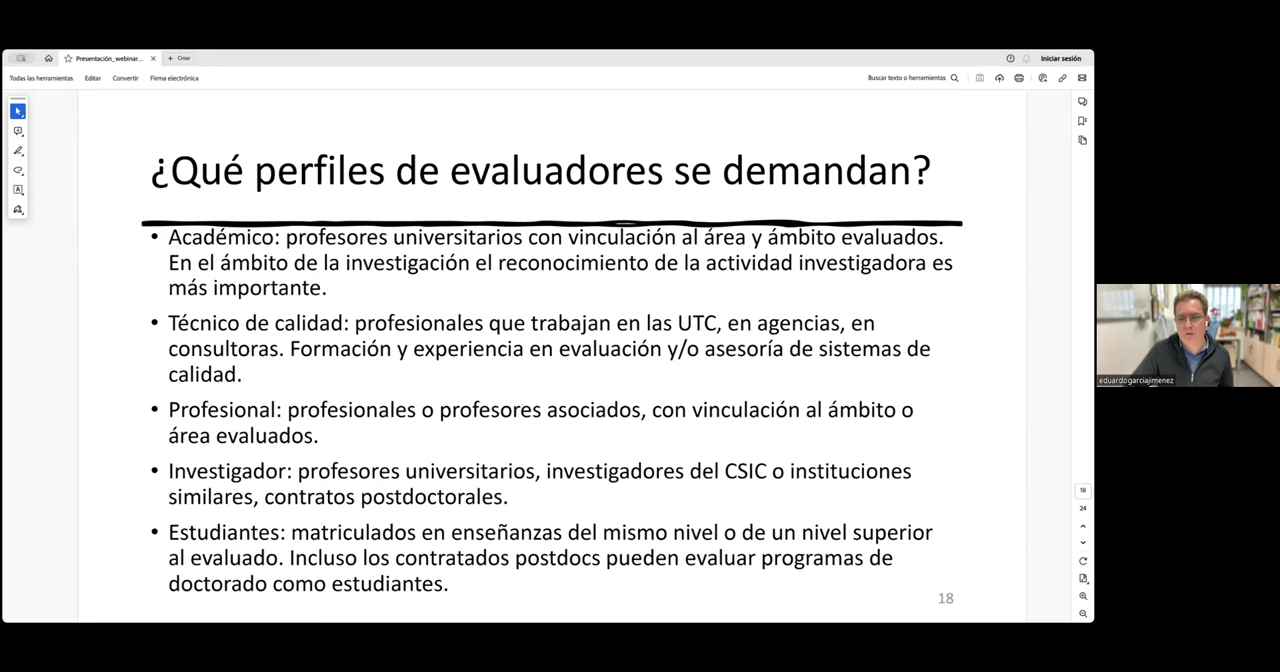 Presentación_webinar...
Crear
Iniciar sesión
Todas las herramientas
Editar
Convertir
Firma electrónica
Buscar texto o herramientas
¿Qué perfiles de evaluadores se demandan?
• Académico: profesores universitarios con vinculación al área y ámbito evaluados.
En el ámbito de la investigación el reconocimiento de la actividad investigadora es
más importante.
• Técnico de calidad: profesionales que trabajan en las UTC, en agencias, en
consultoras. Formación y experiencia en evaluación y/o asesoría de sistemas de
calidad.
• Profesional: profesionales o profesores asociados, con vinculación al ámbito o
área evaluados.
• Investigador: profesores universitarios, investigadores del CSIC o instituciones
similares, contratos postdoctorales.
• Estudiantes: matriculados en enseñanzas del mismo nivel o de un nivel superior
al evaluado. Incluso los contratados postdocs pueden evaluar programas de
doctorado como estudiantes.
18
18
24
eduardogarciajimenez